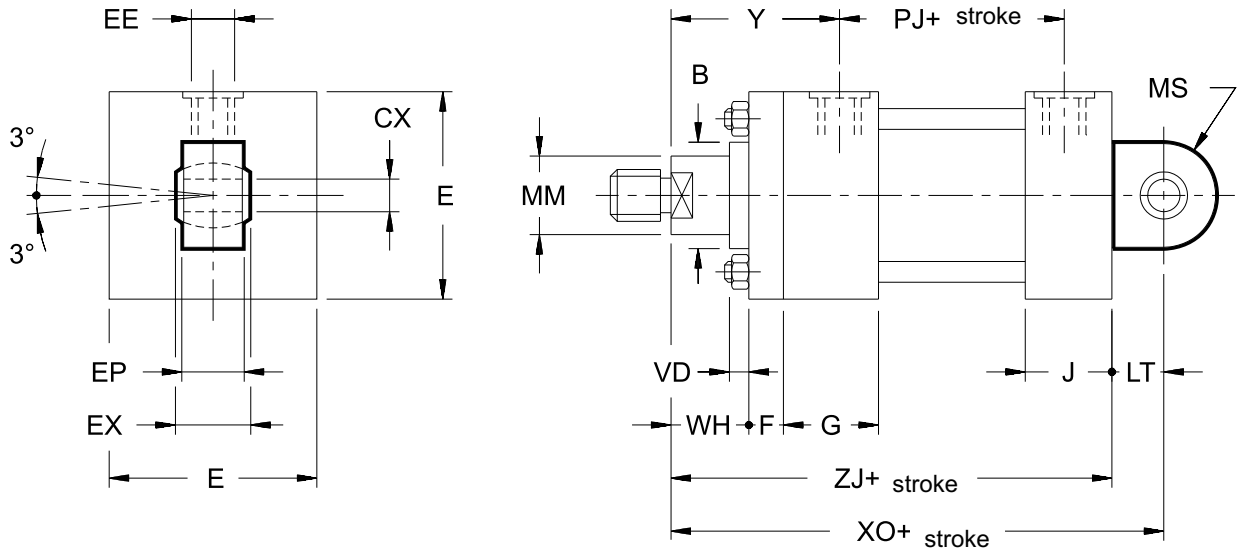 EE
CX
3°
3°
E
EP
EX
E
Y
PJ+ stroke
B
MS
MM
VD
J
LT
WH
F
G
ZJ+ stroke
XO+ stroke